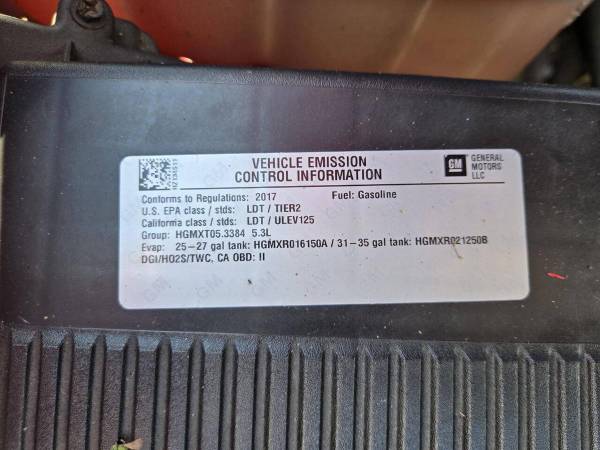 VEHICLE EMISSION
CONTROL INFORMATION
GM GENERAL
MOTORS
LLC
Conforms to Regulations: 2017 Fuel: Gasoline
U.S. EPA class / stds: LDT / TIER2
California class / stds: LDT / ULEV125
Group: HGMXT05.3384 5.3L
Evap: 25-27 gal tank: HGMXR016150A / 31-35 gal tank: HGMXR021250B
DGI/HO2S/TWC, CA OBD: II